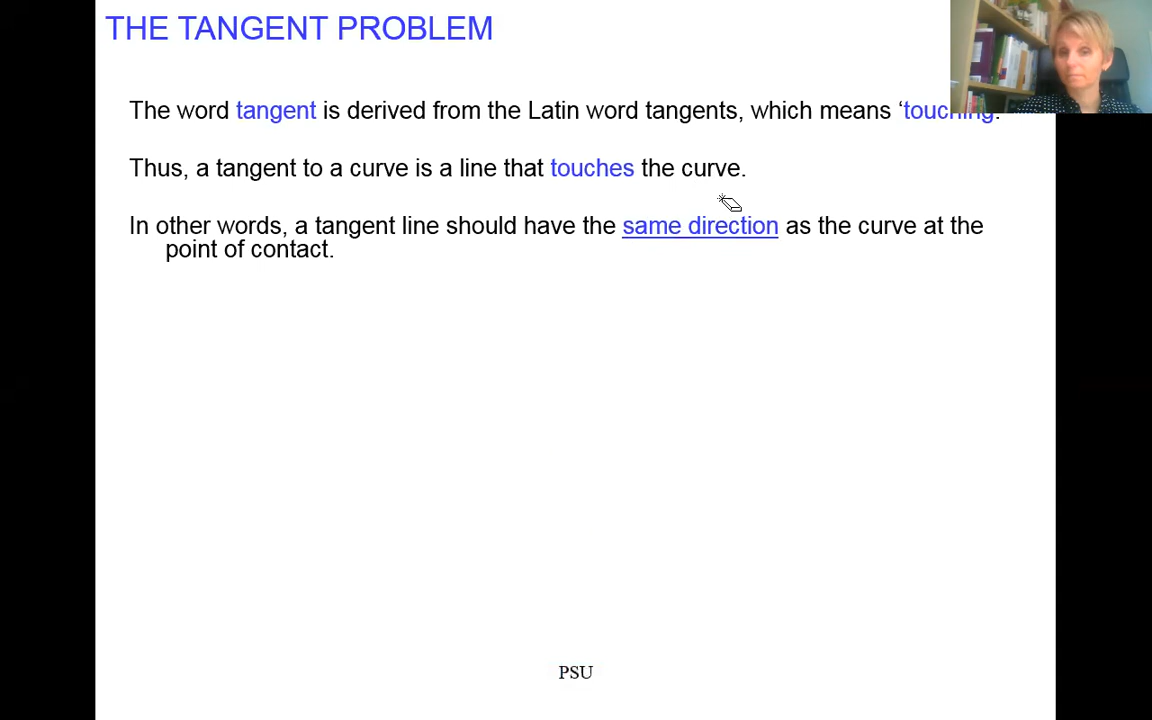 THE TANGENT PROBLEM
The word tangent is derived from the Latin word tangents, which means ‘touching.
Thus, a tangent to a curve is a line that touches the curve.
In other words, a tangent line should have the same direction as the curve at the
point of contact.
PSU